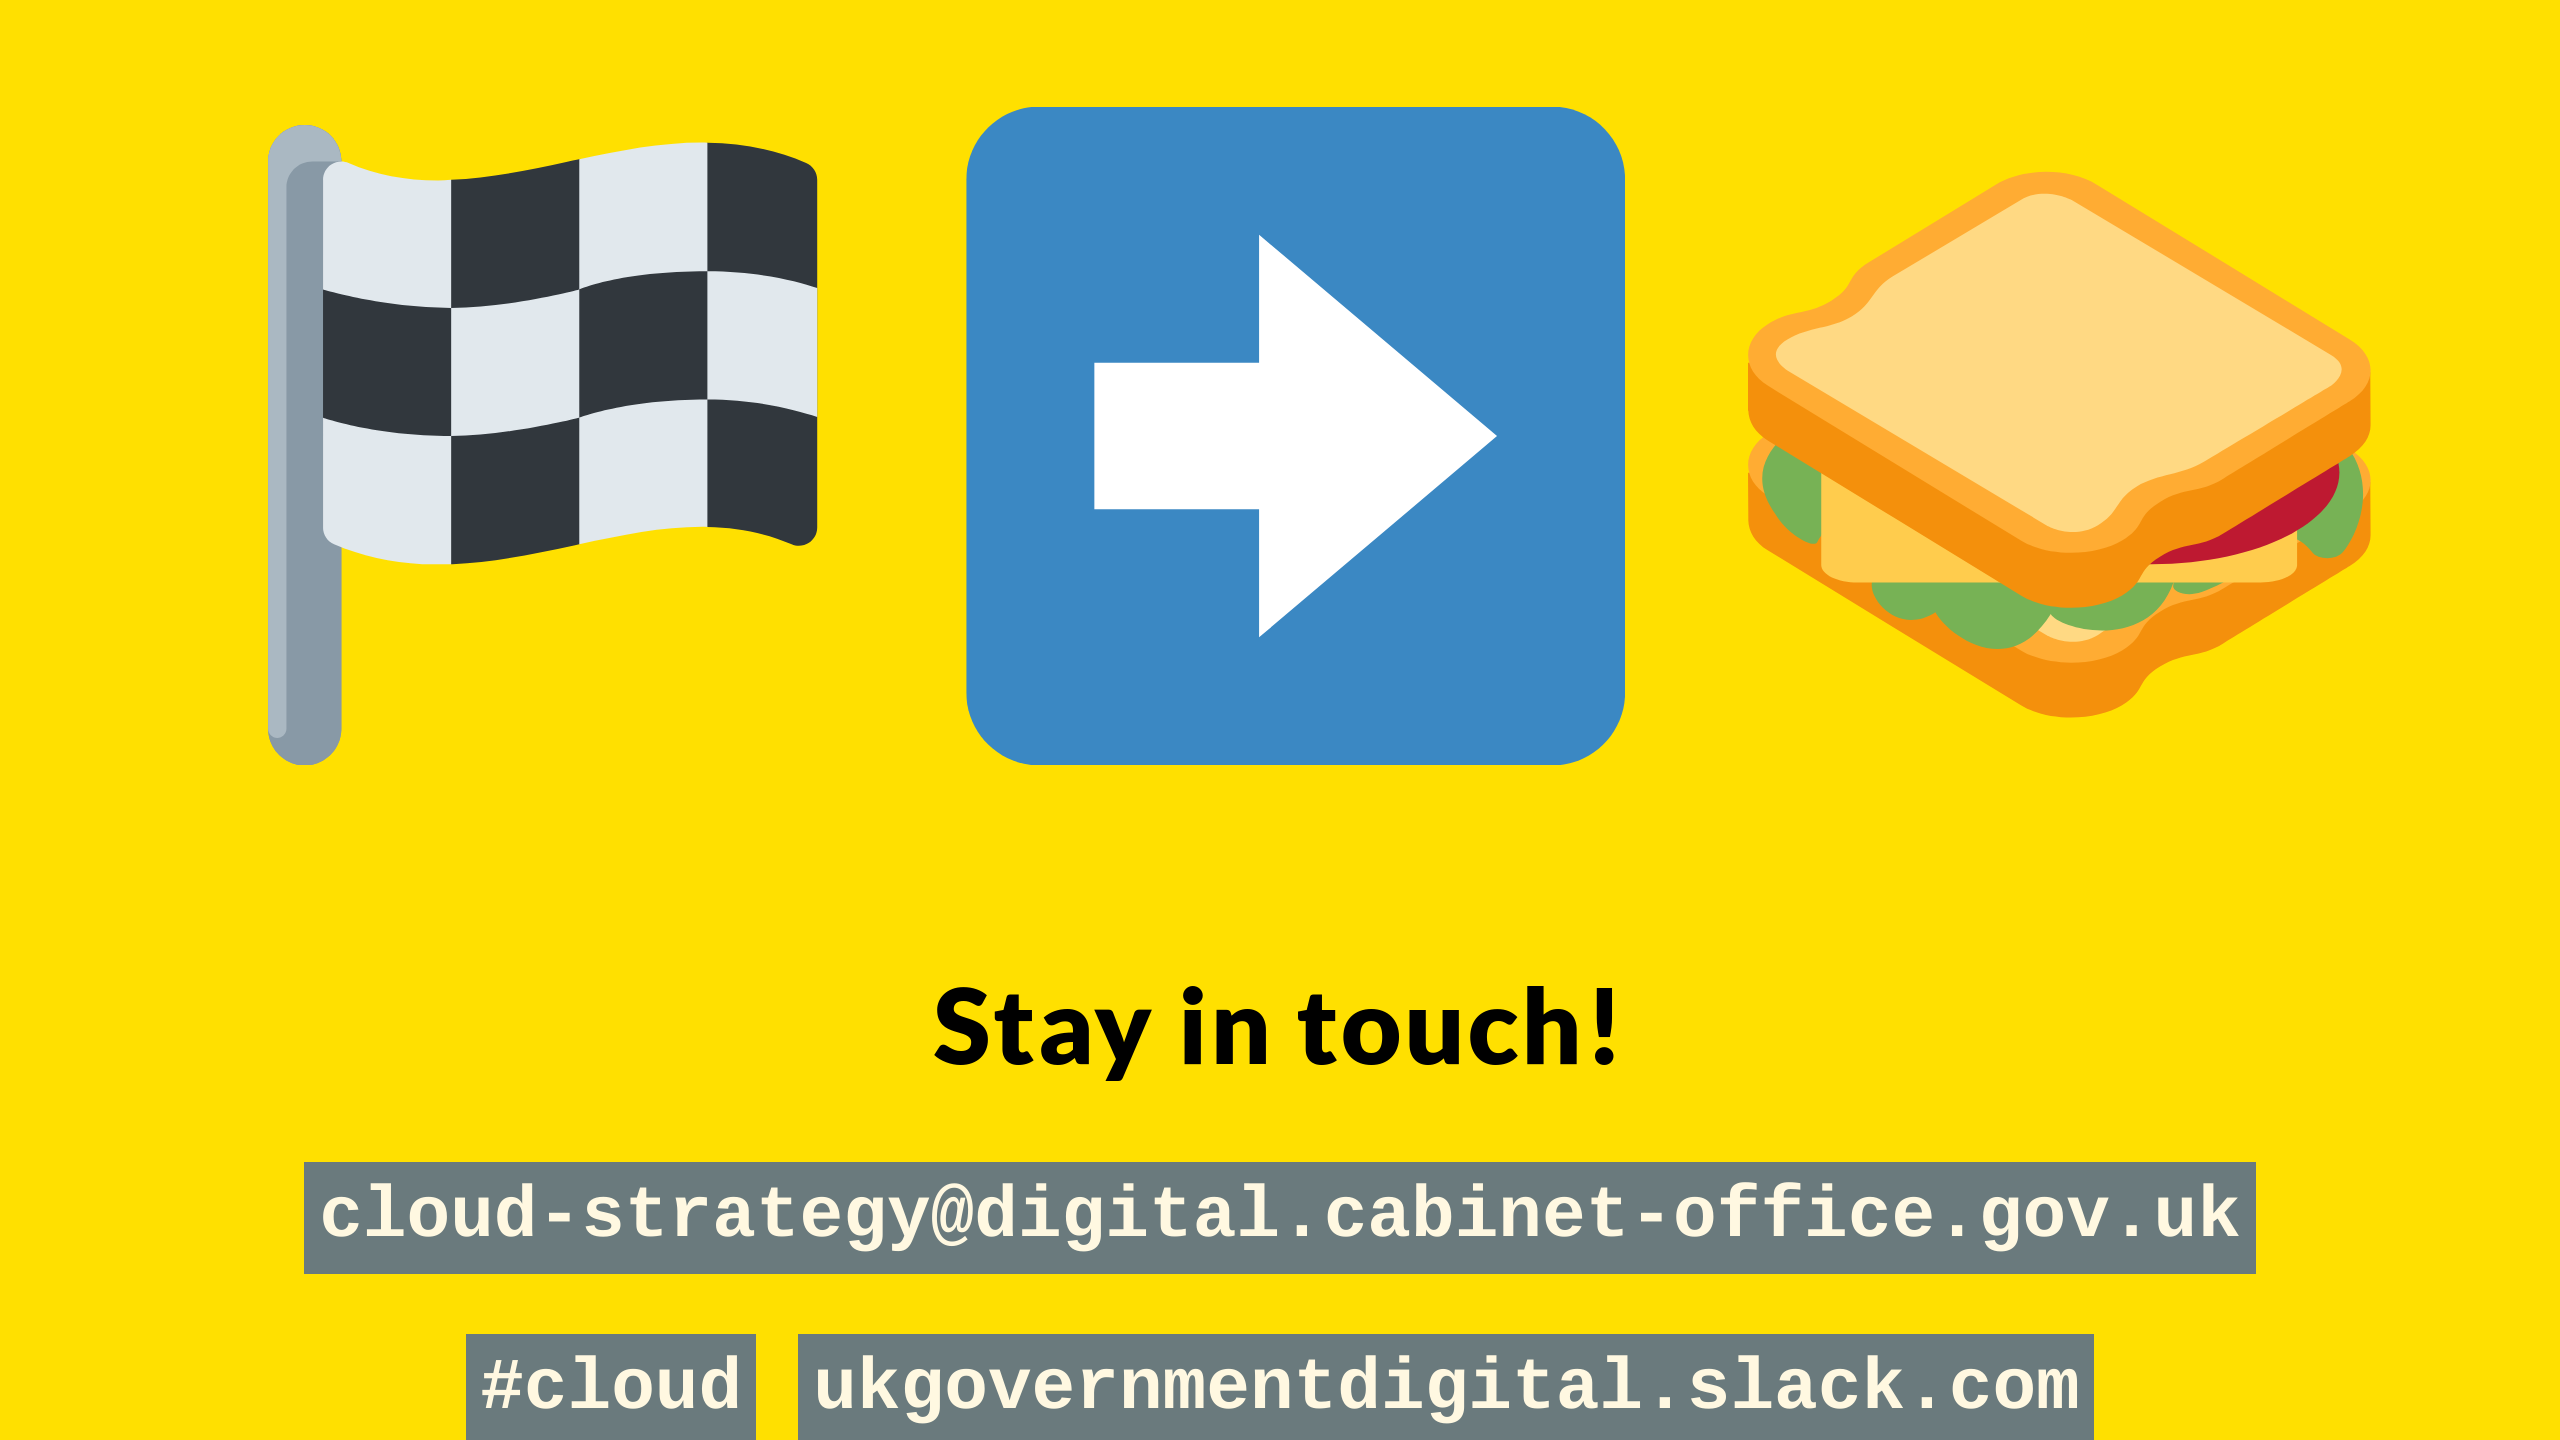 Stay in touch!
cloud-strategy@digital.cabinet-office.gov.uk
#cloud ukgovernmentdigital.slack.com